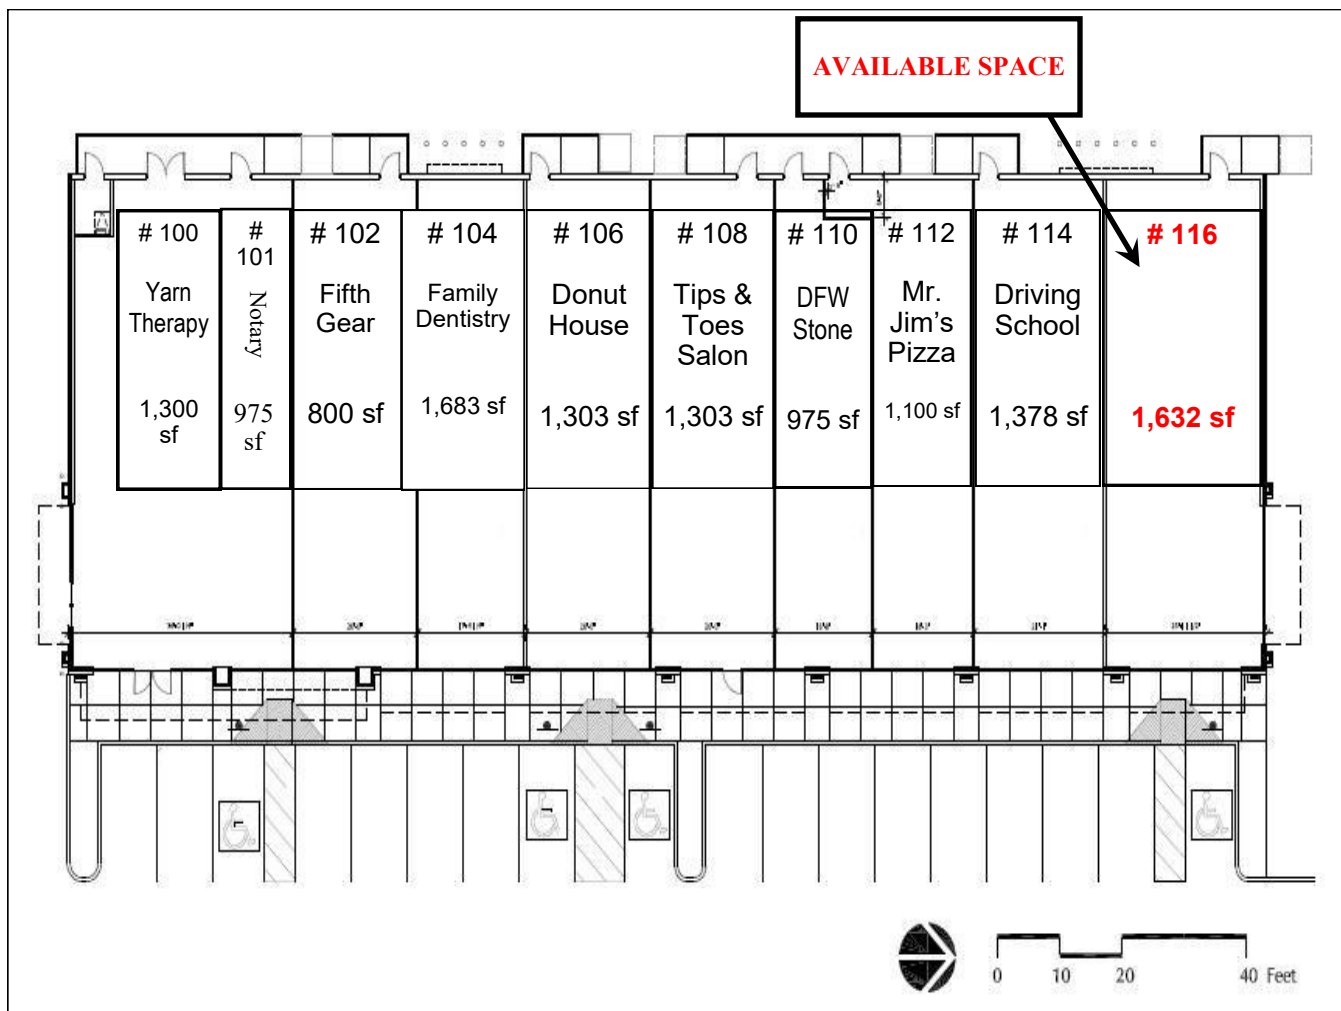 AVAILABLE SPACE
# 100
Yarn
Therapy
1,300
sf
#
101
Notary
975
sf
# 102
Fifth
Gear
800 sf
# 104
Family
Dentistry
1,683 sf
# 106
Donut
House
1,303 sf
# 108
Tips &
Toes
Salon
1,303 sf
# 110
DFW
Stone
975 sf
# 112
Mr.
Jim's
Pizza
1,100 sf
# 114
Driving
School
1,378 sf
# 116
1,632 sf
0 10 20 40 Feet